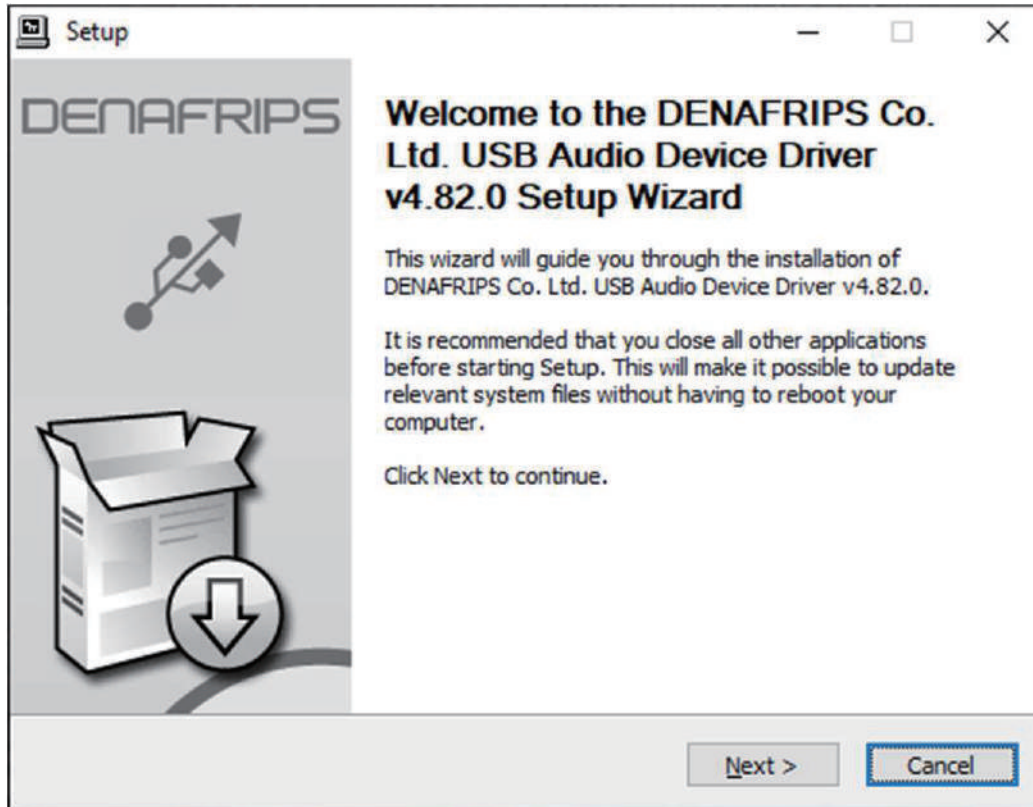 Setup
DENAFRIPS
Welcome to the DENAFRIPS Co.
Ltd. USB Audio Device Driver
v4.82.0 Setup Wizard
This wizard will guide you through the installation of
DENAFRIPS Co. Ltd. USB Audio Device Driver v4.82.0.
It is recommended that you close all other applications
before starting Setup. This will make it possible to update
relevant system files without having to reboot your
computer.
Click Next to continue.
Next >
Cancel